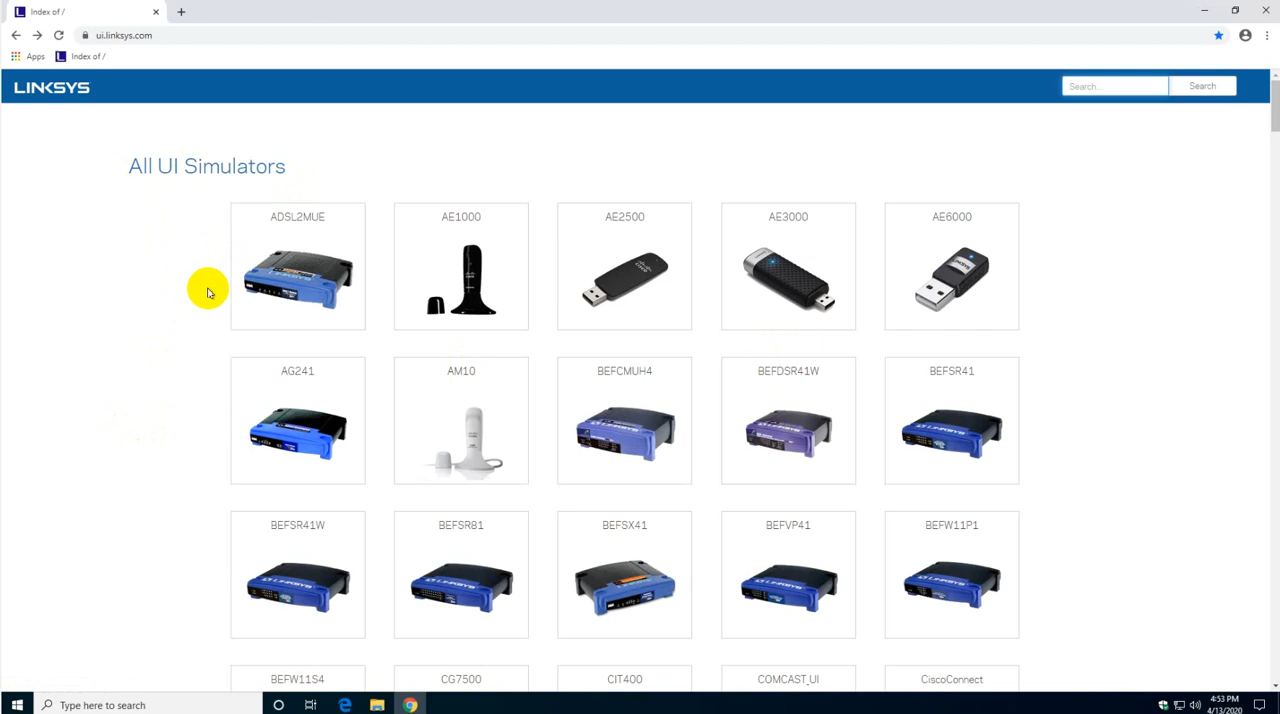 Index of /
ui.linksys.com
Apps
Index of /
LINKSYS
Search...
Search
All UI Simulators
ADSL2MUE
AE1000
AE2500
AE3000
AE6000
AG241
AM10
BEFCMUH4
BEFDSR41W
BEFSR41
BEFSR41W
BEFSR81
BEFSX41
BEFVP41
BEFW11P1
BEFW11S4
CG7500
CIT400
COMCAST_UI
CiscoConnect
Type here to search
4:53 PM
4/13/2020